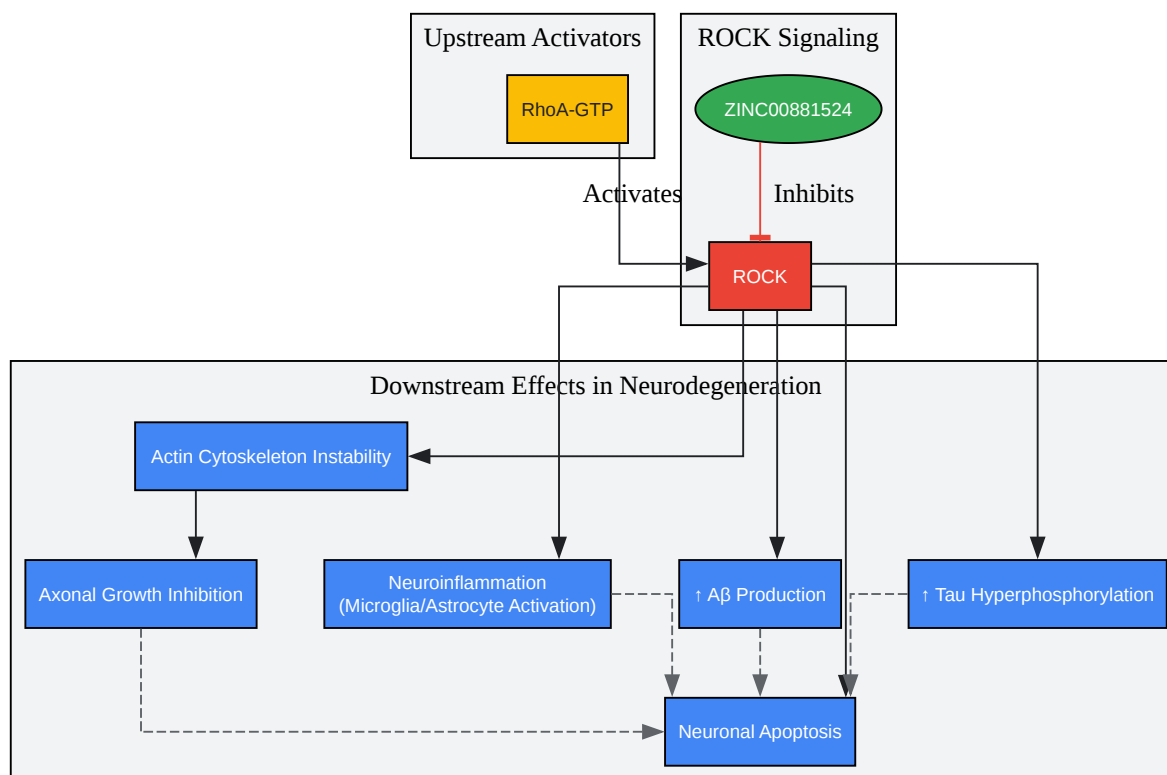 Upstream Activators
ROCK Signaling
RhoA-GTP
ZINC00881524
Activates
Inhibits
ROCK
Downstream Effects in Neurodegeneration
Actin Cytoskeleton Instability
Axonal Growth Inhibition
Neuroinflammation
(Microglia/Astrocyte Activation)
↑ Aβ Production
↑ Tau Hyperphosphorylation
Neuronal Apoptosis